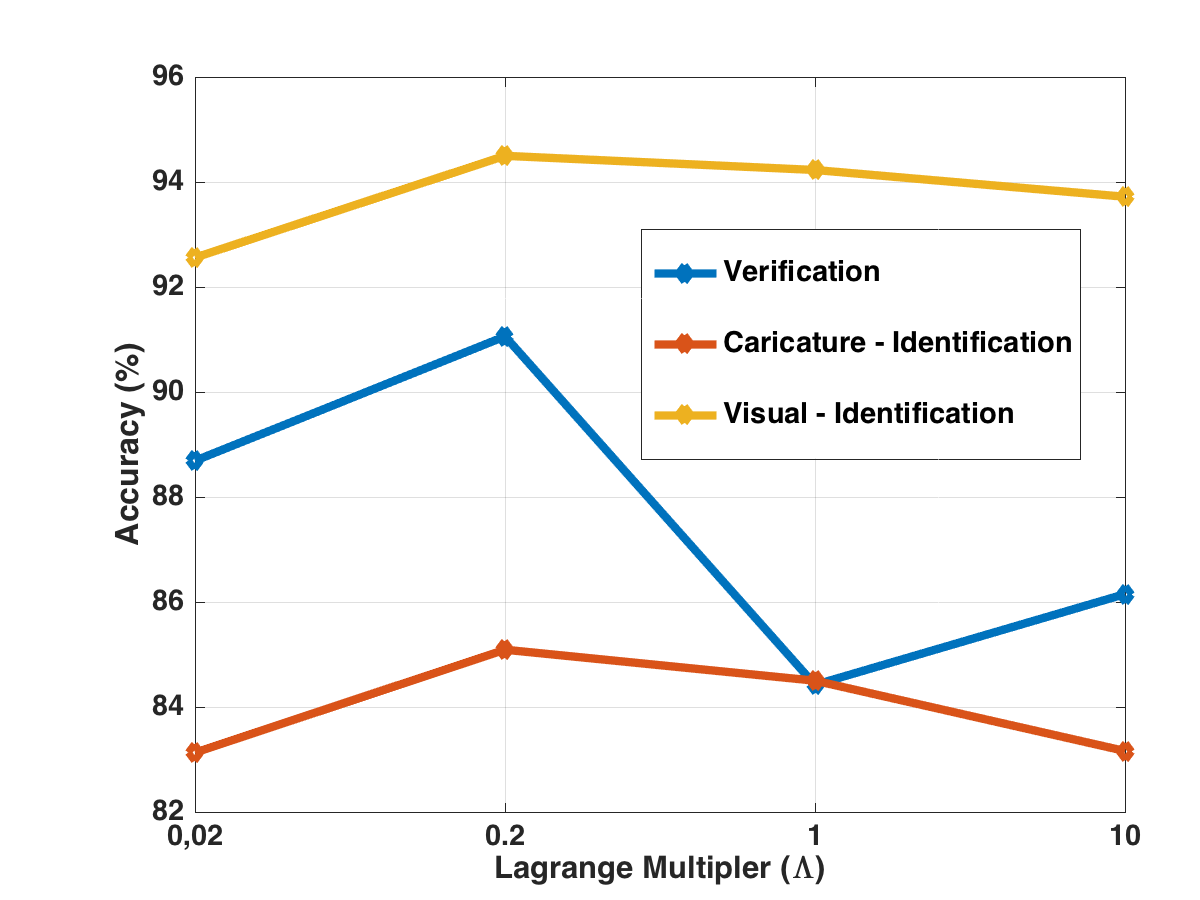 96
94
92
90
88
86
84
82
Accuracy (%)
Verification
Caricature - Identification
Visual - Identification
0,02 0.2 1 10
Lagrange Multipler (Λ)